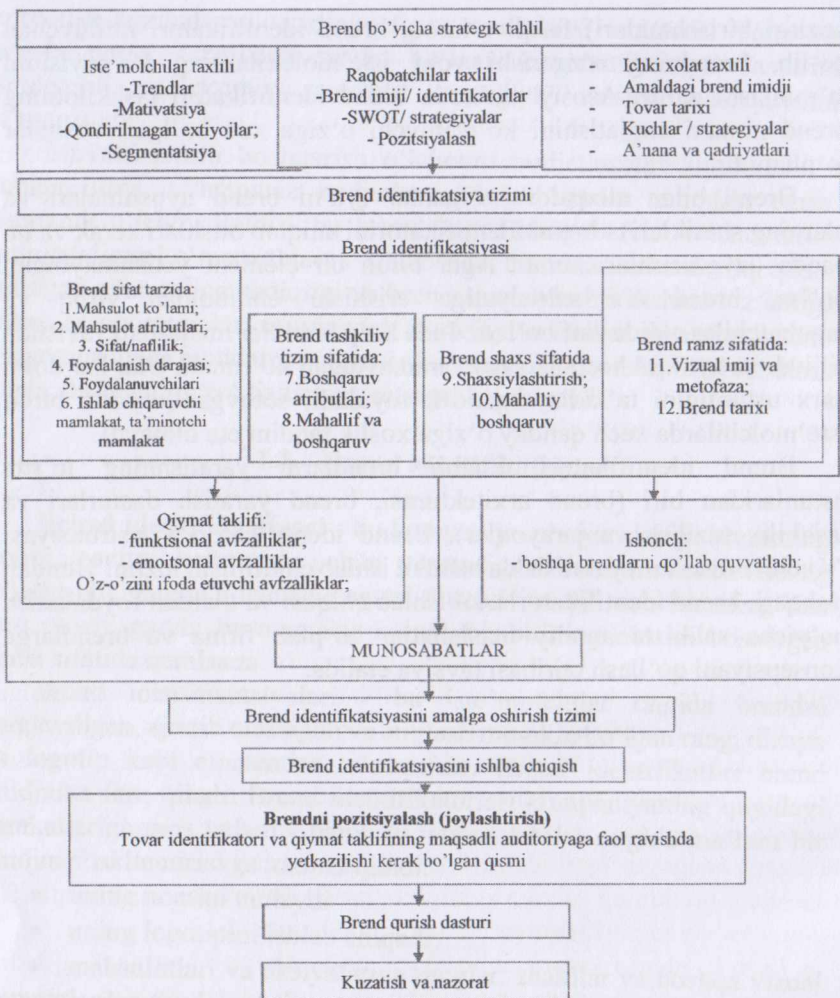 Brend bo'yicha strategik tahlil
Iste'molchilar taxlili
-Trendlar
-Mativatsiya
-Qondirilmagan extiyojlar;
-Segmentatsiya
Raqobatchilar taxlili
-Brend imiji/ identifikatorlar
-SWOT/ strategiyalar
- Pozitsiyalash
Ichki xolat taxlili
- Amaldagi brend imidji
- Tovar merosi
- Kuchlar/ strategiyalar
- A'nana va qadriyatlari
Brend identifikasiya tizimi
Brend identifikatsiyasi
Brend sifat tarzida:
1.Mahsulot ko'lami;
2. Mahsulot atributlari;
3 . Sifat/naflilik;
4. Foydalanish darajasi;
5. Foydalanuvchilari
6. Ishlab chiqaruvchi
mamlakat, ta'minotchi
mamlakat
Brend tashkiliy
tizim sifatida:
7.Boshqaruv
atributlari;
8.Naqd naflif va
boshqa.
Brend shaxs sifatida
9.Shaxsiylashtirish;
10.Mahalliy
boshqaruv
Brend ramz sifatida:
11.Vizual imij va
metofaza;
12.Brend tarixi
Qiymat taklifi:
- funksional avfzalliklar;
- emoitsonal avfzalliklar
O'z-o'zini ifoda etuvchi avfzalliklar;
Ishonch:
- boshqa brendlarni qo'llab quvvatlash;
MUNOSABATLAR
Brend identifikatsiyasini amalga oshirish tizimi
Brend identifikatsiyasini ishlba chiqish
Brendni pozitsiyalash (joylashtirish)
Tovar identifikatori va qiymat taklifining maqsadli auditoriyaga faol ravishda
yetkazilishi kerak bo'lgan qismi
Brend qurish dasturi
Kuzatish va nazorat